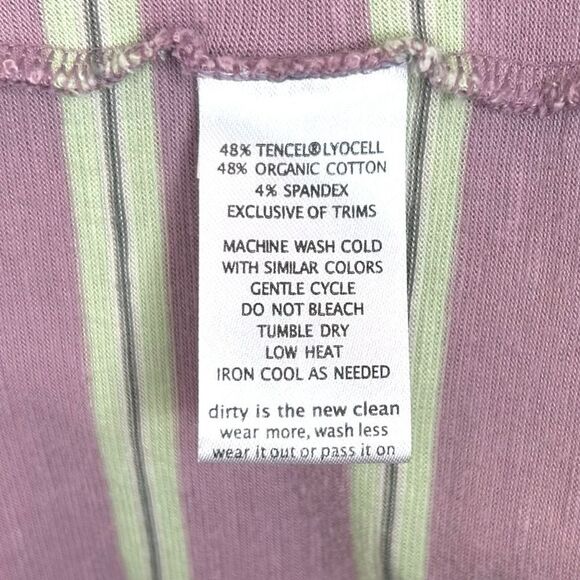 48% TENCEL® LYOCELL
48% ORGANIC COTTON
4% SPANDEX
EXCLUSIVE OF TRIMS
MACHINE WASH COLD
WITH SIMILAR COLORS
GENTLE CYCLE
DO NOT BLEACH
TUMBLE DRY
LOW HEAT
IRON COOL AS NEEDED
dirty is the new clean
wear more, wash less
wear it out or pass it on